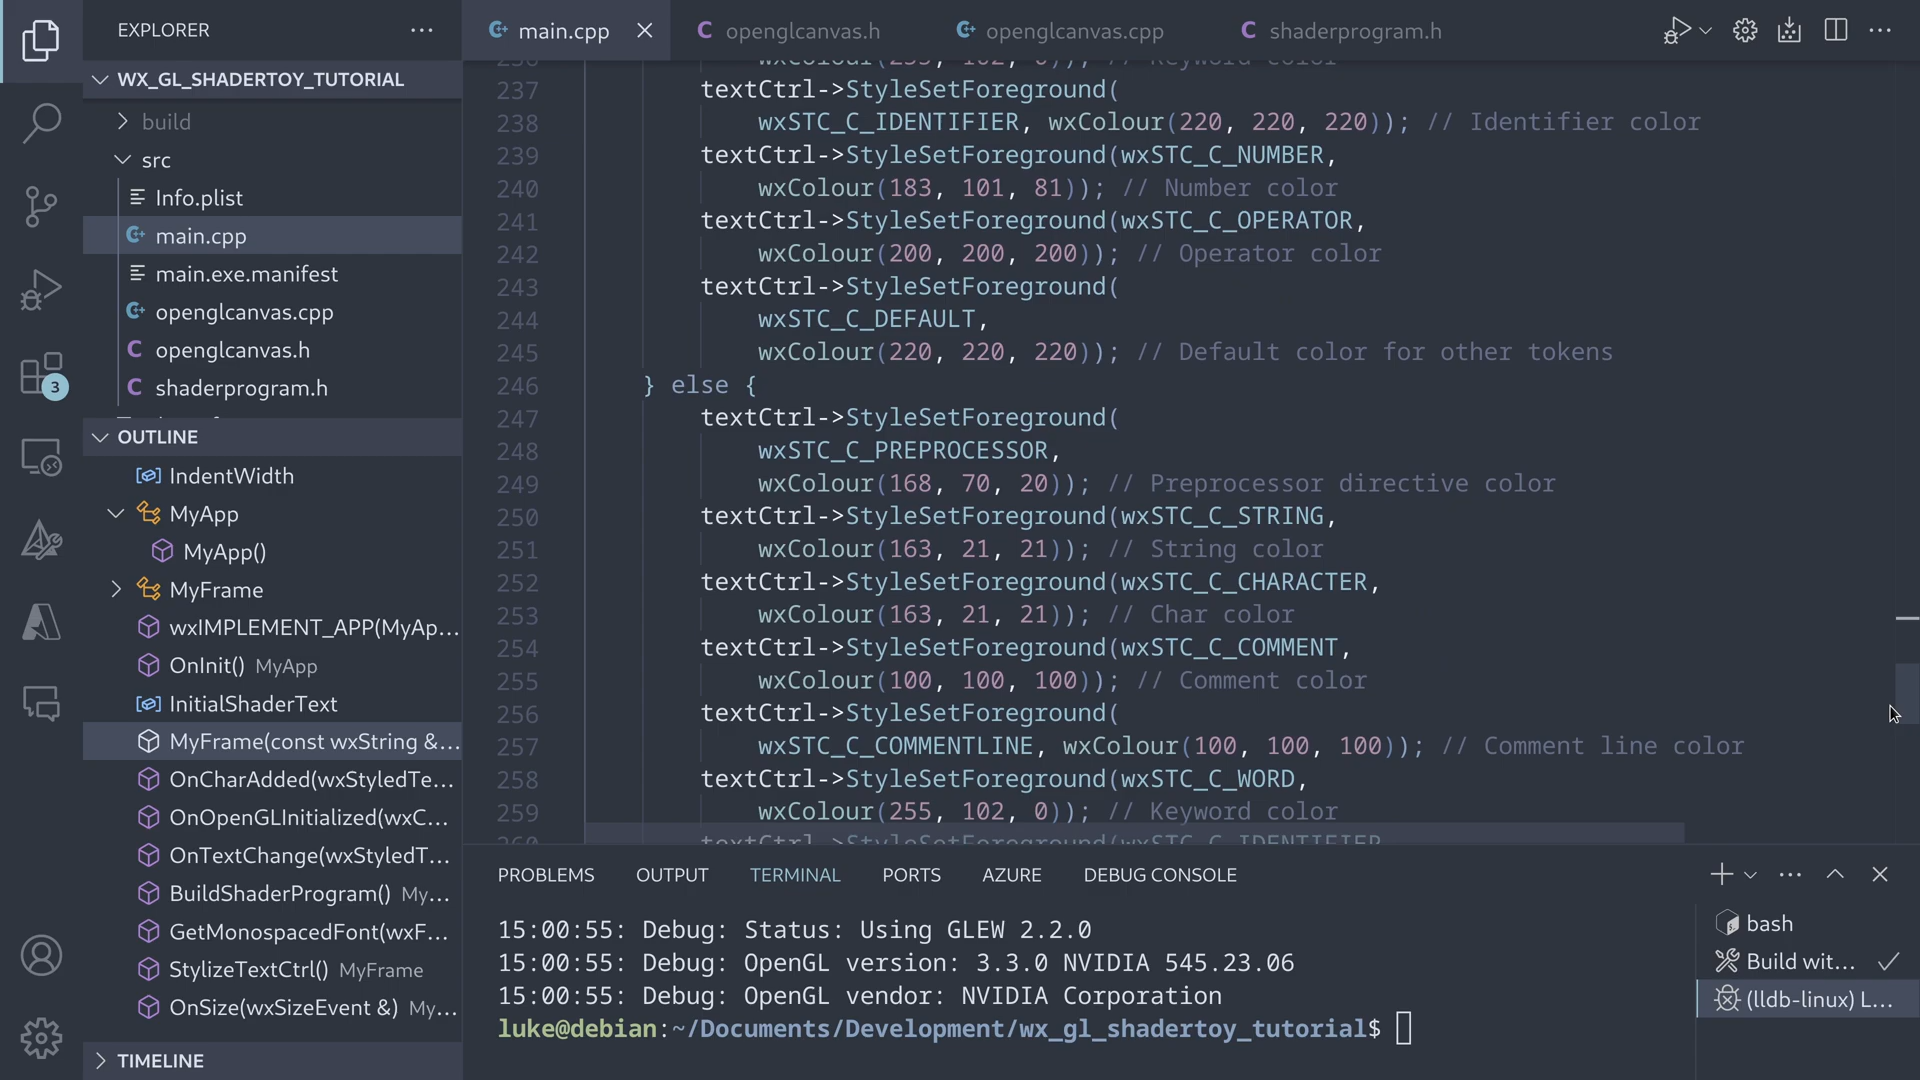 EXPLORER
WX_GL_SHADERTOY_TUTORIAL
build
src
Info.plist
main.cpp
main.exe.manifest
openglcanvas.cpp
openglcanvas.h
shaderprogram.h
OUTLINE
IndentWidth
MyApp
MyApp()
MyFrame
wxIMPLEMENT_APP(MyAp...
OnInit() MyApp
InitialShaderText
MyFrame(const wxString &...
OnCharAdded(wxStyledTe...
OnOpenGLInitialized(wxC...
OnTextChange(wxStyledT...
BuildShaderProgram() My...
GetMonospacedFont(wxF...
StylizeTextCtrl() MyFrame
OnSize(wxSizeEvent &) My...
TIMELINE
3
main.cpp openglcanvas.h openglcanvas.cpp shaderprogram.h
236 wxColour(255, 102, 0)); // Keyword color
237 textCtrl->StyleSetForeground(
238 wxSTC_C_IDENTIFIER, wxColour(220, 220, 220)); // Identifier color
239 textCtrl->StyleSetForeground(wxSTC_C_NUMBER,
240 wxColour(183, 101, 81)); // Number color
241 textCtrl->StyleSetForeground(wxSTC_C_OPERATOR,
242 wxColour(200, 200, 200)); // Operator color
243 textCtrl->StyleSetForeground(
244 wxSTC_C_DEFAULT,
245 wxColour(220, 220, 220)); // Default color for other tokens
246 } else {
247 textCtrl->StyleSetForeground(
248 wxSTC_C_PREPROCESSOR,
249 wxColour(168, 70, 20)); // Preprocessor directive color
250 textCtrl->StyleSetForeground(wxSTC_C_STRING,
251 wxColour(163, 21, 21)); // String color
252 textCtrl->StyleSetForeground(wxSTC_C_CHARACTER,
253 wxColour(163, 21, 21)); // Char color
254 textCtrl->StyleSetForeground(wxSTC_C_COMMENT,
255 wxColour(100, 100, 100)); // Comment color
256 textCtrl->StyleSetForeground(
257 wxSTC_C_COMMENTLINE, wxColour(100, 100, 100)); // Comment line color
258 textCtrl->StyleSetForeground(wxSTC_C_WORD,
259 wxColour(255, 102, 0)); // Keyword color
260 textCtrl->StyleSetForeground(wxSTC_C_IDENTIFIER
PROBLEMS OUTPUT TERMINAL PORTS AZURE DEBUG CONSOLE
15:00:55: Debug: Status: Using GLEW 2.2.0
15:00:55: Debug: OpenGL version: 3.3.0 NVIDIA 545.23.06
15:00:55: Debug: OpenGL vendor: NVIDIA Corporation
luke@debian:~/Documents/Development/wx_gl_shadertoy_tutorial$
bash
Build wit...
(lldb-linux) L...